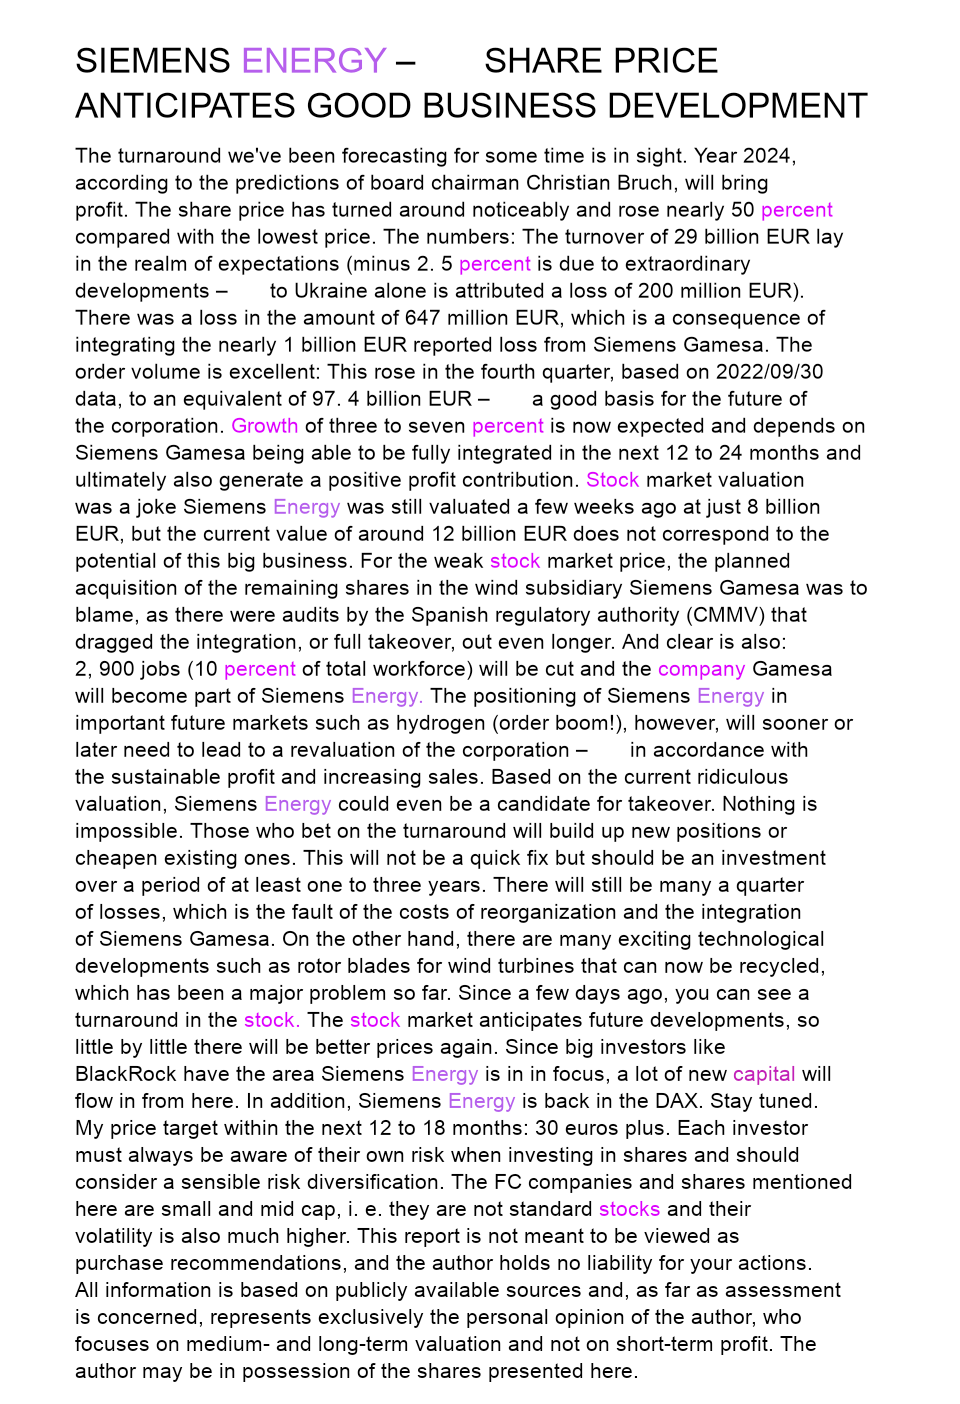 SIEMENS ENERGY – SHARE PRICE
ANTICIPATES GOOD BUSINESS DEVELOPMENT
The turnaround we've been forecasting for some time is in sight. Year 2024,
according to the predictions of board chairman Christian Bruch, will bring
profit. The share price has turned around noticeably and rose nearly 50 percent
compared with the lowest price. The numbers: The turnover of 29 billion EUR lay
in the realm of expectations (minus 2. 5 percent is due to extraordinary
developments – to Ukraine alone is attributed a loss of 200 million EUR).
There was a loss in the amount of 647 million EUR, which is a consequence of
integrating the nearly 1 billion EUR reported loss from Siemens Gamesa. The
order volume is excellent: This rose in the fourth quarter, based on 2022/09/30
data, to an equivalent of 97. 4 billion EUR – a good basis for the future of
the corporation. Growth of three to seven percent is now expected and depends on
Siemens Gamesa being able to be fully integrated in the next 12 to 24 months and
ultimately also generate a positive profit contribution. Stock market valuation
was a joke Siemens Energy was still valuated a few weeks ago at just 8 billion
EUR, but the current value of around 12 billion EUR does not correspond to the
potential of this big business. For the weak stock market price, the planned
acquisition of the remaining shares in the wind subsidiary Siemens Gamesa was to
blame, as there were audits by the Spanish regulatory authority (CMMV) that
dragged the integration, or full takeover, out even longer. And clear is also:
2, 900 jobs (10 percent of total workforce) will be cut and the company Gamesa
will become part of Siemens Energy. The positioning of Siemens Energy in
important future markets such as hydrogen (order boom!), however, will sooner or
later need to lead to a revaluation of the corporation – in accordance with
the sustainable profit and increasing sales. Based on the current ridiculous
valuation, Siemens Energy could even be a candidate for takeover. Nothing is
impossible. Those who bet on the turnaround will build up new positions or
cheapen existing ones. This will not be a quick fix but should be an investment
over a period of at least one to three years. There will still be many a quarter
of losses, which is the fault of the costs of reorganization and the integration
of Siemens Gamesa. On the other hand, there are many exciting technological
developments such as rotor blades for wind turbines that can now be recycled,
which has been a major problem so far. Since a few days ago, you can see a
turnaround in the stock. The stock market anticipates future developments, so
little by little there will be better prices again. Since big investors like
BlackRock have the area Siemens Energy is in in focus, a lot of new capital will
flow in from here. In addition, Siemens Energy is back in the DAX. Stay tuned.
My price target within the next 12 to 18 months: 30 euros plus. Each investor
must always be aware of their own risk when investing in shares and should
consider a sensible risk diversification. The FC companies and shares mentioned
here are small and mid cap, i. e. they are not standard stocks and their
volatility is also much higher. This report is not meant to be viewed as
purchase recommendations, and the author holds no liability for your actions.
All information is based on publicly available sources and, as far as assessment
is concerned, represents exclusively the personal opinion of the author, who
focuses on medium- and long-term valuation and not on short-term profit. The
author may be in possession of the shares presented here.